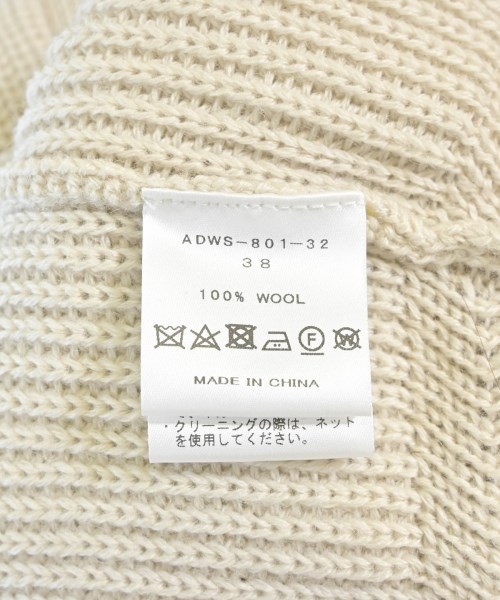 ADWS-801-32
38
100% WOOL
F
W
MADE IN CHINA
・クリーニングの際は、ネット
を使用してください。